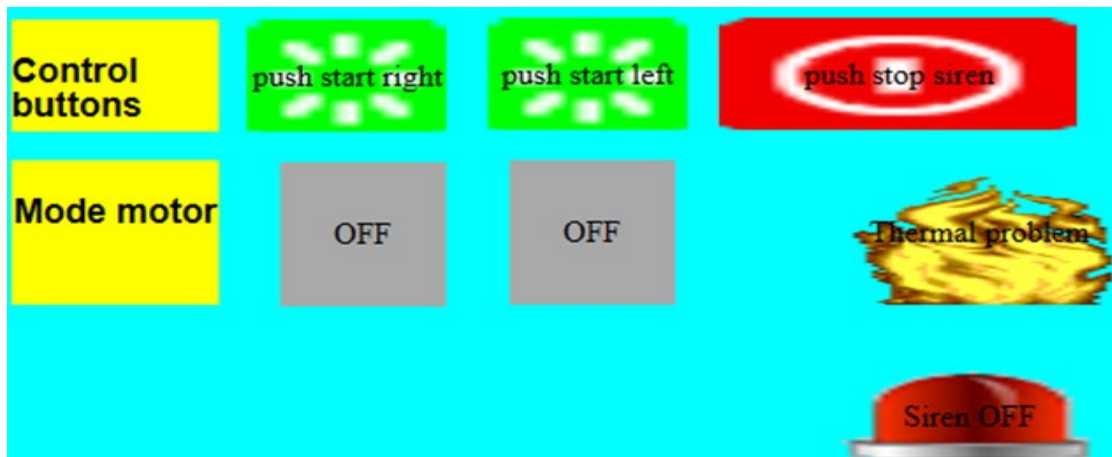 Control
buttons
push start right
push start left
push stop siren
Mode motor
OFF
OFF
Thermal problem
Siren OFF